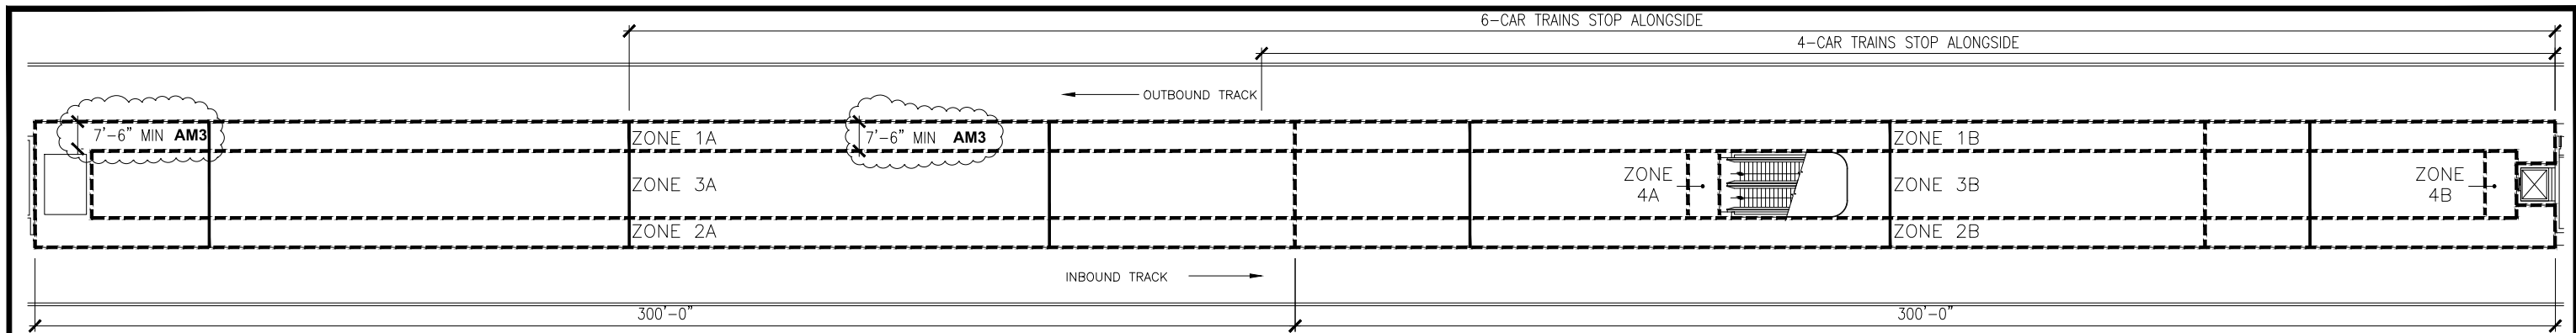 6-CAR TRAINS STOP ALONGSIDE
4-CAR TRAINS STOP ALONGSIDE
OUTBOUND TRACK
7'-6" MIN AM3
ZONE 1A
7'-6" MIN AM3
ZONE 1B
ZONE 3A
ZONE
4A
ZONE 3B
ZONE
4B
ZONE 2A
ZONE 2B
INBOUND TRACK
300'-0"
300'-0"